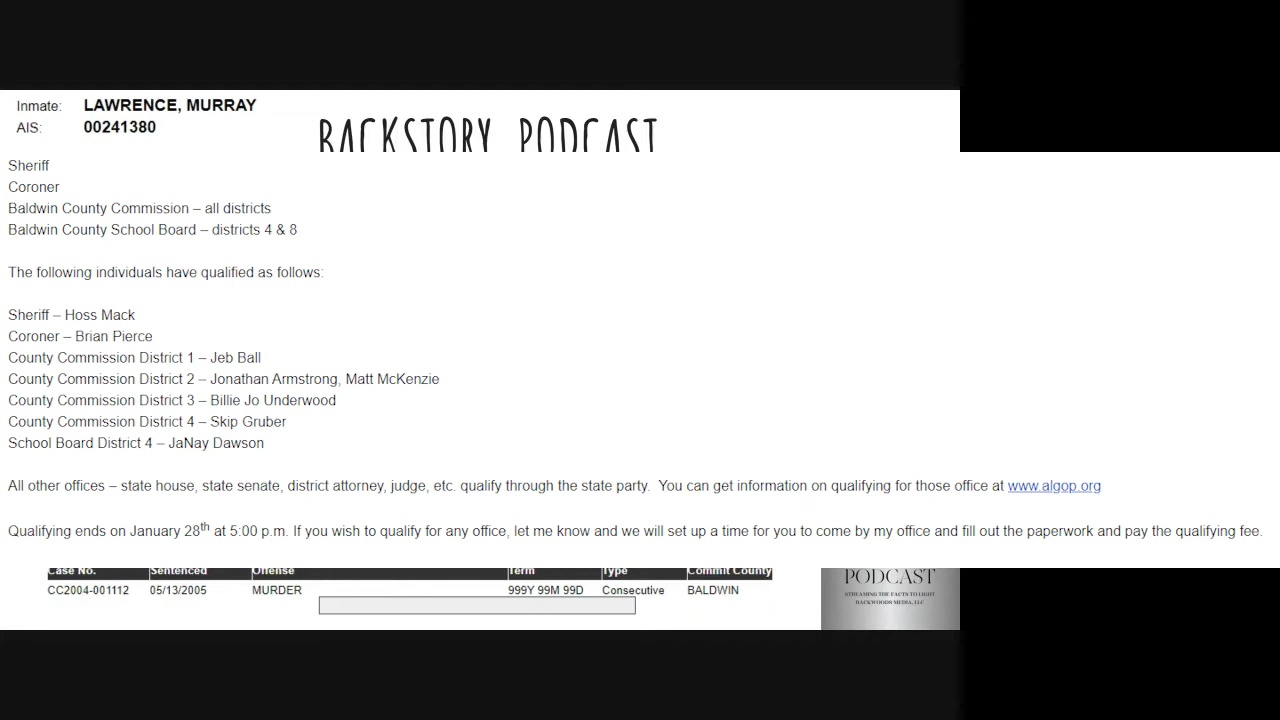 Inmate: LAWRENCE, MURRAY
AIS: 00241380
BACKSTORY PODCAST
Sheriff
Coroner
Baldwin County Commission – all districts
Baldwin County School Board – districts 4 & 8
The following individuals have qualified as follows:
Sheriff – Hoss Mack
Coroner – Brian Pierce
County Commission District 1 – Jeb Ball
County Commission District 2 – Jonathan Armstrong, Matt McKenzie
County Commission District 3 – Billie Jo Underwood
County Commission District 4 – Skip Gruber
School Board District 4 – JaNay Dawson
All other offices – state house, state senate, district attorney, judge, etc. qualify through the state party. You can get information on qualifying for those office at www.algop.org
Qualifying ends on January 28th at 5:00 p.m. If you wish to qualify for any office, let me know and we will set up a time for you to come by my office and fill out the paperwork and pay the qualifying fee.
Case No. Sentenced Offense Term Type Commit County
CC2004-001112 05/13/2005 MURDER 999Y 99M 99D Consecutive BALDWIN
PODCAST
STREAMING THE FACTS TO LIGHT
BACKWOODS MEDIA, LLC